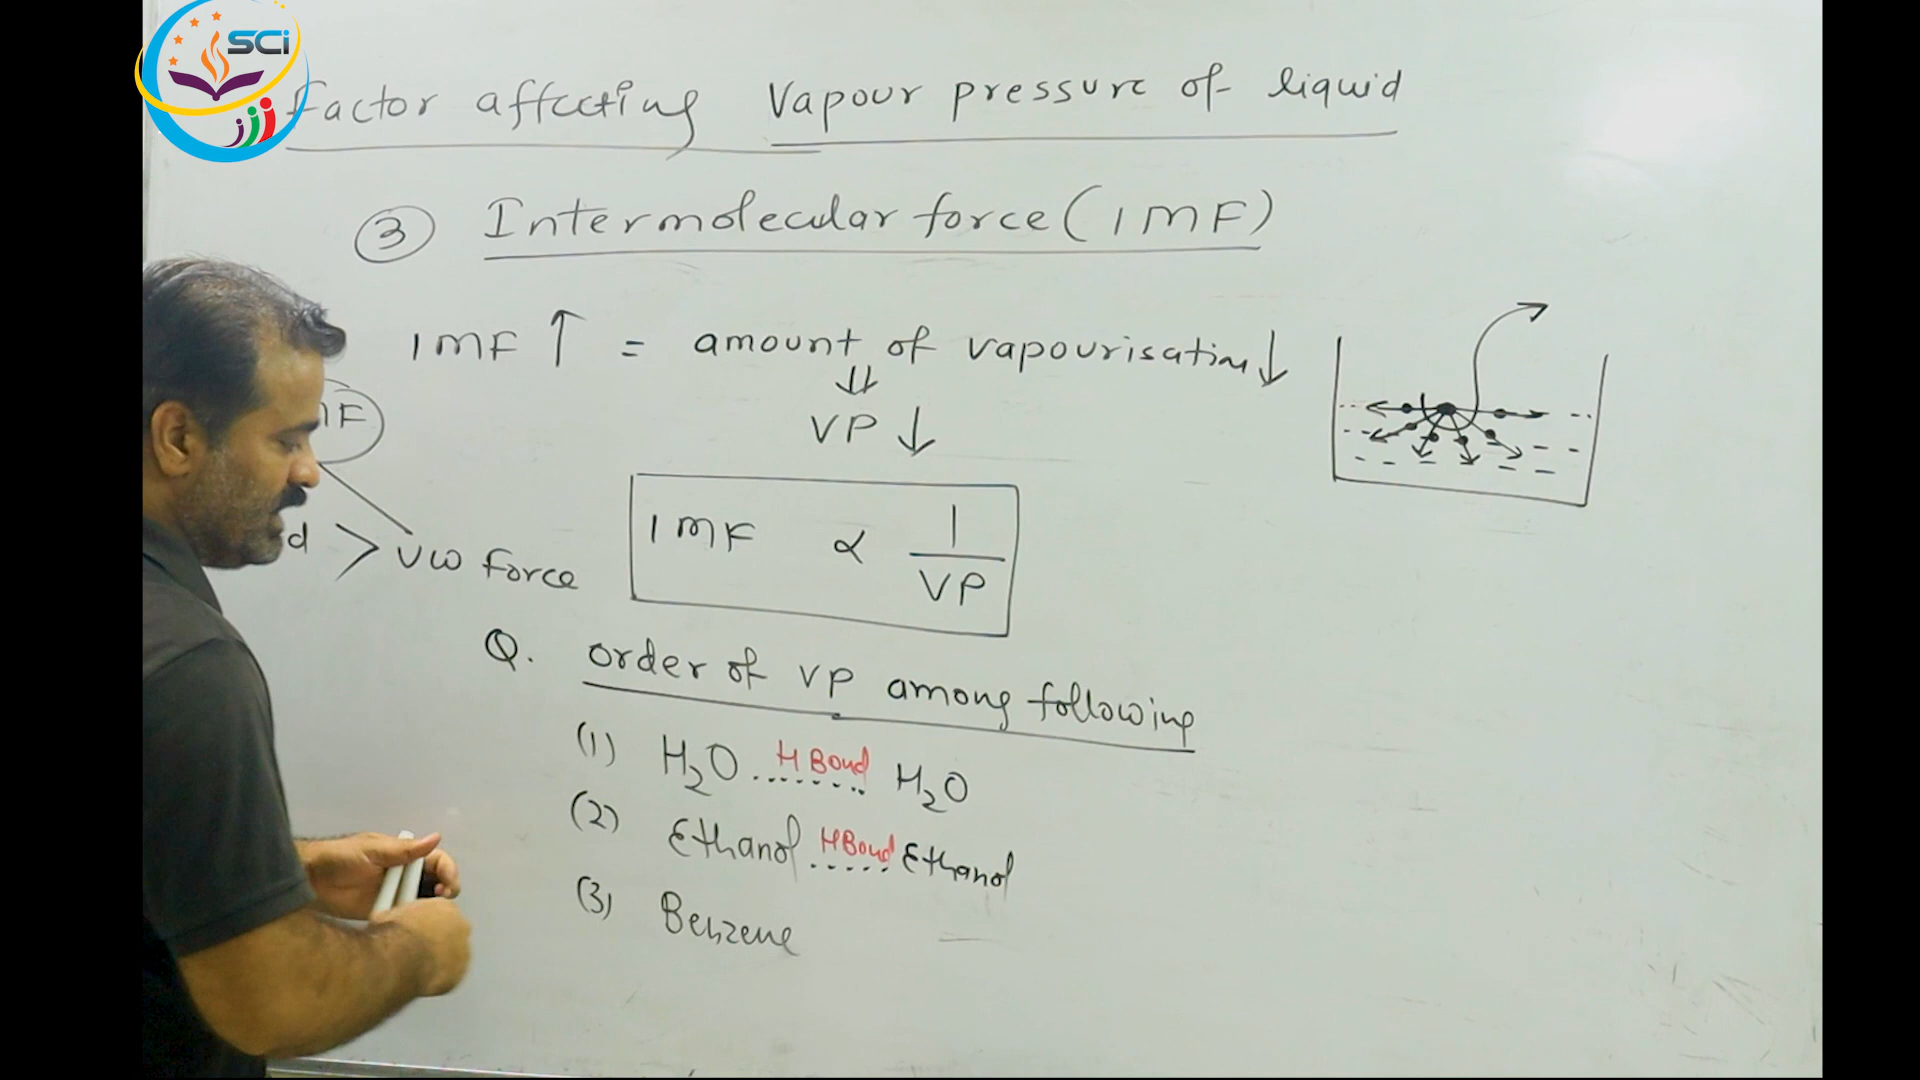 SCi
Factor affecting Vapour pressure of liquid
③ Intermolecular force (IMF)
IMF ↑ = amount of vapourisation ↓
⇓
VP ↓
IMF ∝ 1/VP
> VW force
Q. order of VP among following
(1) H₂O ....... H Bond H₂O
(2) Ethanol ..... HBond Ethanol
(3) Benzene